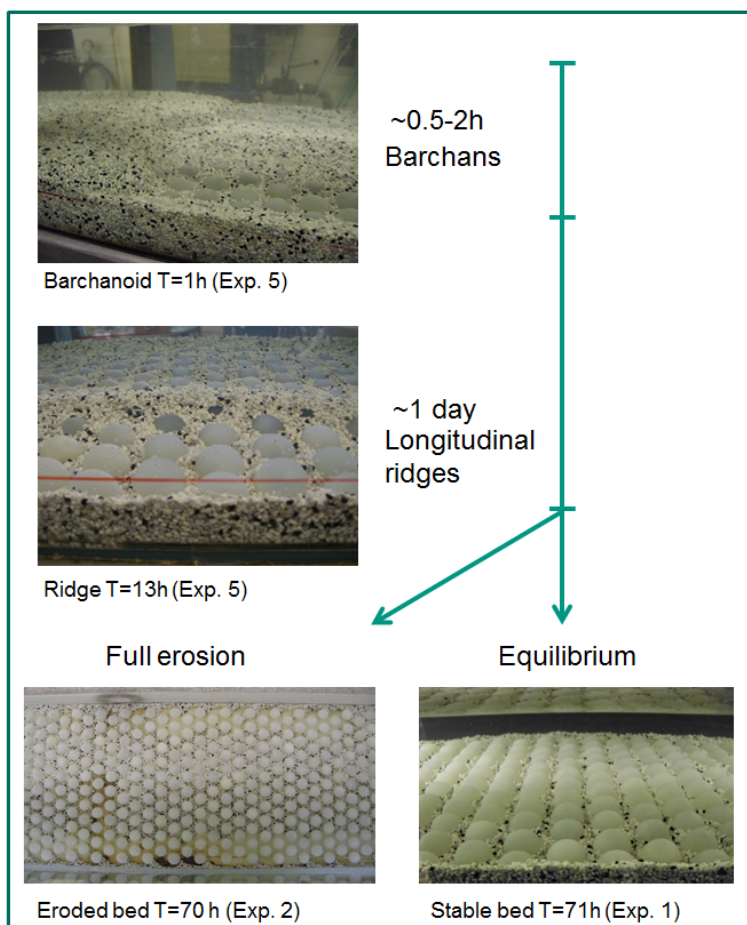 ~0.5-2h
Barchans
Barchanoid T=1h (Exp. 5)
~1 day
Longitudinal
ridges
Ridge T=13h (Exp. 5)
Full erosion
Equilibrium
Eroded bed T=70 h (Exp. 2)
Stable bed T=71h (Exp. 1)